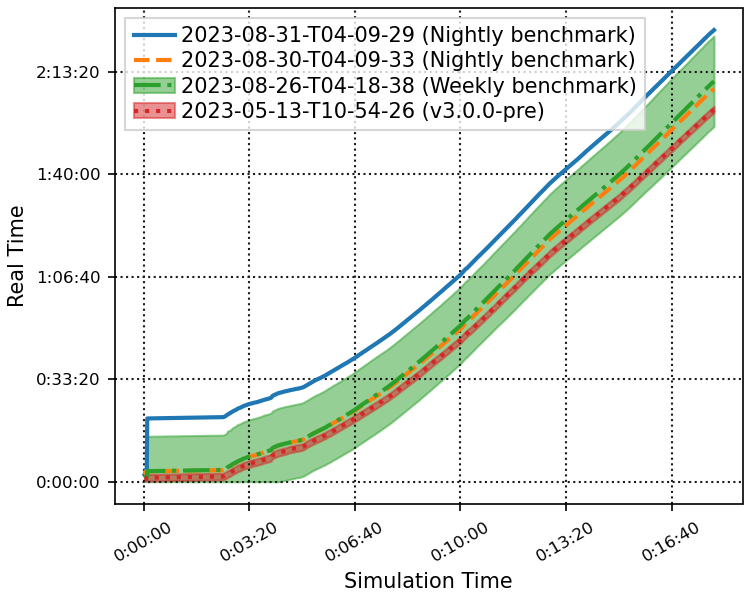 2023-08-31-T04-09-29 (Nightly benchmark)
2023-08-30-T04-09-33 (Nightly benchmark)
2023-08-26-T04-18-38 (Weekly benchmark)
2023-05-13-T10-54-26 (v3.0.0-pre)
2:13:20
1:40:00
1:06:40
0:33:20
0:00:00
Real Time
0:00:00
0:03:20
0:06:40
0:10:00
0:13:20
0:16:40
Simulation Time